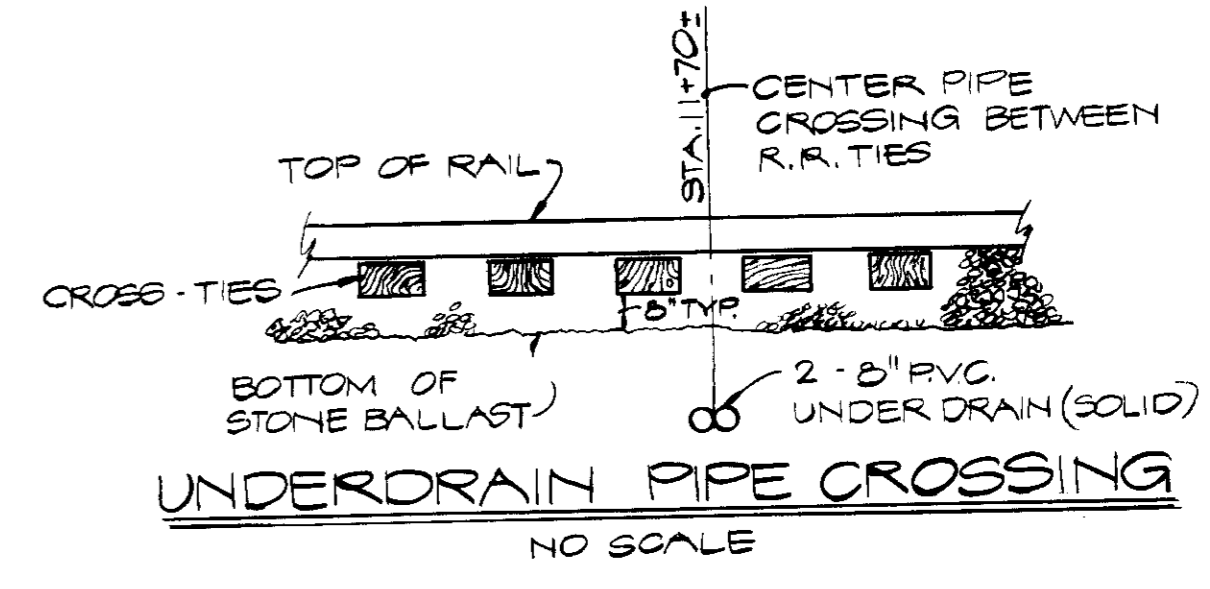 STA. 11+70±
CENTER PIPE
CROSSING BETWEEN
R.R. TIES
TOP OF RAIL
CROSS-TIES
8" TYP.
BOTTOM OF
STONE BALLAST
2 - 8" P.V.C.
UNDER DRAIN (SOLID)
UNDERDRAIN PIPE CROSSING
NO SCALE